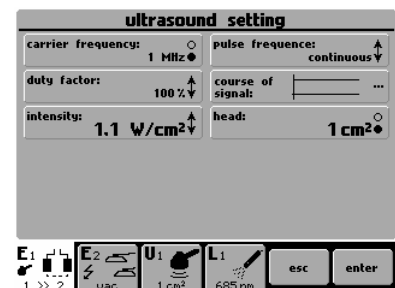 ultrasound setting
carrier frequency:
1 MHz
pulse frequence:
continuous
duty factor:
100 %
course of
signal:
...
intensity:
1.1 W/cm²
head:
1 cm²
E1
1 >> 2
E2
vac
U1
1 cm²
L1
685 nm
esc
enter